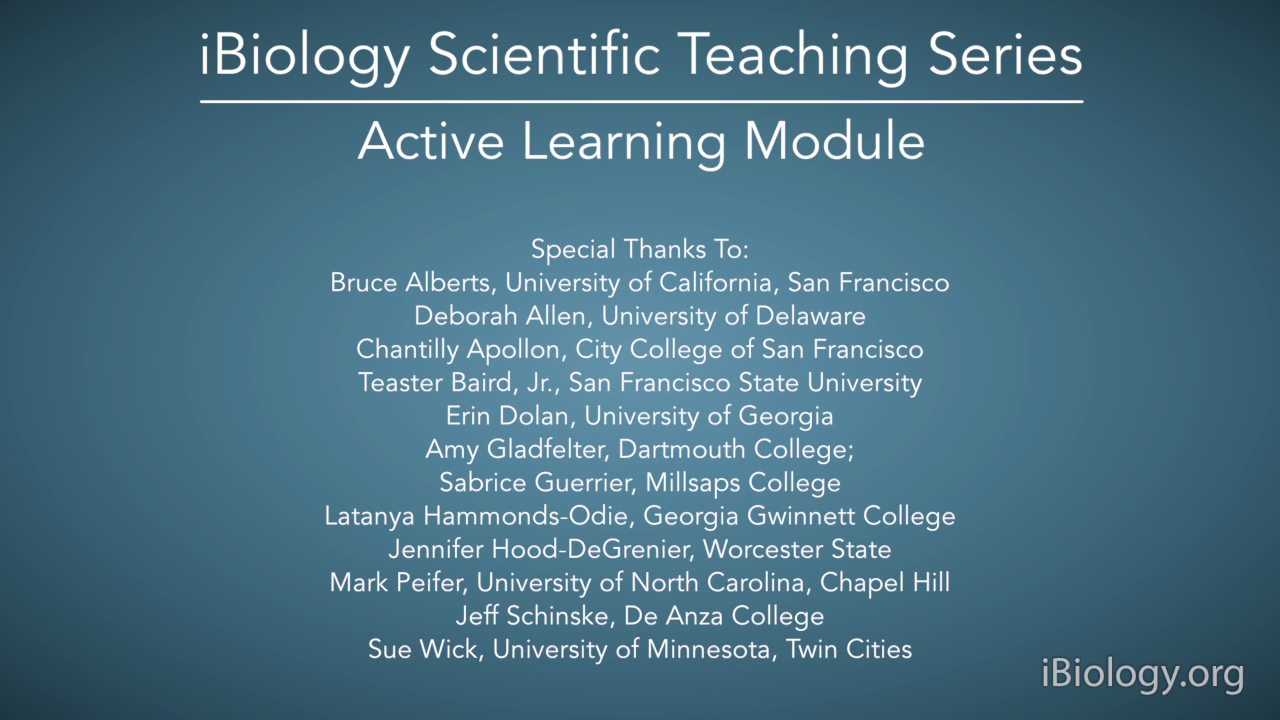 iBiology Scientific Teaching Series
Active Learning Module
Special Thanks To:
Bruce Alberts, University of California, San Francisco
Deborah Allen, University of Delaware
Chantilly Apollon, City College of San Francisco
Teaster Baird, Jr., San Francisco State University
Erin Dolan, University of Georgia
Amy Gladfelter, Dartmouth College;
Sabrice Guerrier, Millsaps College
Latanya Hammonds-Odie, Georgia Gwinnett College
Jennifer Hood-DeGrenier, Worcester State
Mark Peifer, University of North Carolina, Chapel Hill
Jeff Schinske, De Anza College
Sue Wick, University of Minnesota, Twin Cities
iBiology.org